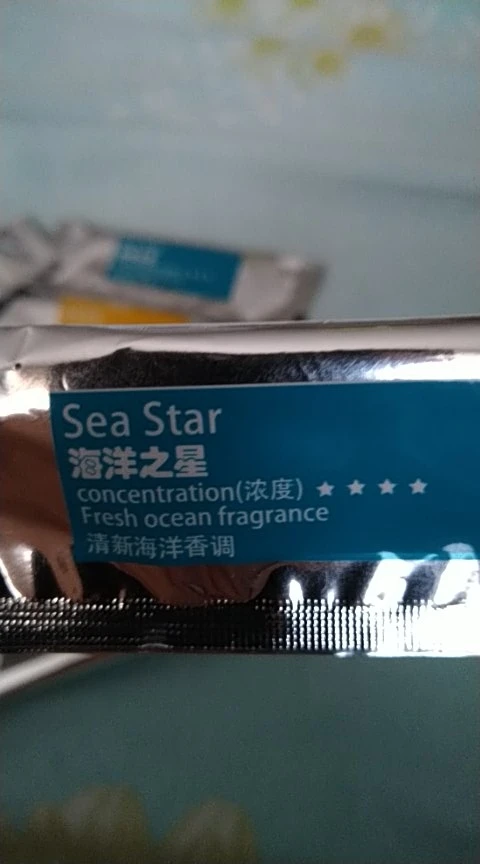 Sea Star
海洋之星
concentration(浓度) ★ ★ ★ ★
Fresh ocean fragrance
清新海洋香调